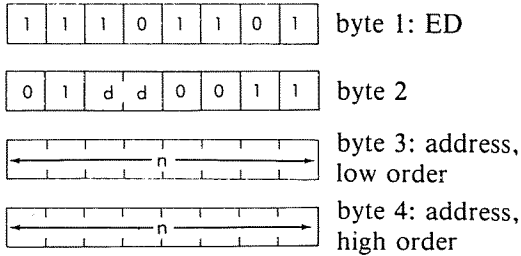 1 1 1 0 1 1 0 1 byte 1: ED
0 1 d d 0 0 1 1 byte 2
n byte 3: address,
low order
n byte 4: address,
high order